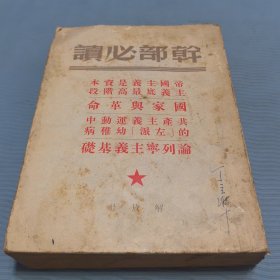 幹部必讀
帝國主義是資本
主義底最高階段
國家與革命
共產主義運動中
的「左派」幼稚病
論列寧主義基礎
解放社